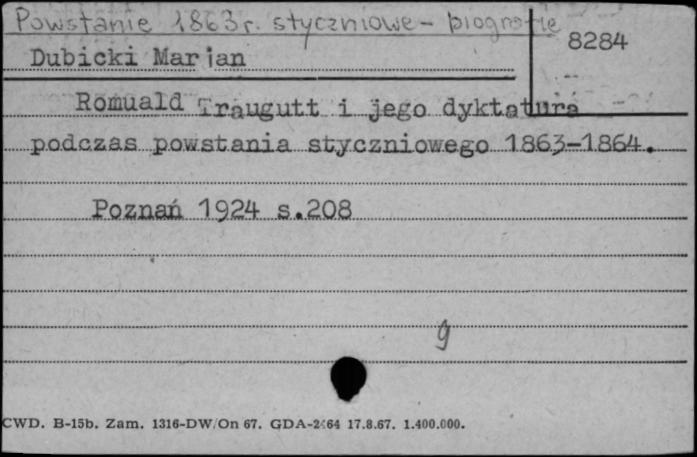 Powstanie 1863r. styczniowe - biografie
8284
Dubicki Marjan
Romuald Traugutt i jego dyktatura
podczas powstania styczniowego 1863-1864.
Poznań 1924 s.208
g
CWD. B-15b. Zam. 1316-DW/On 67. GDA-2464 17.8.67. 1.400.000.